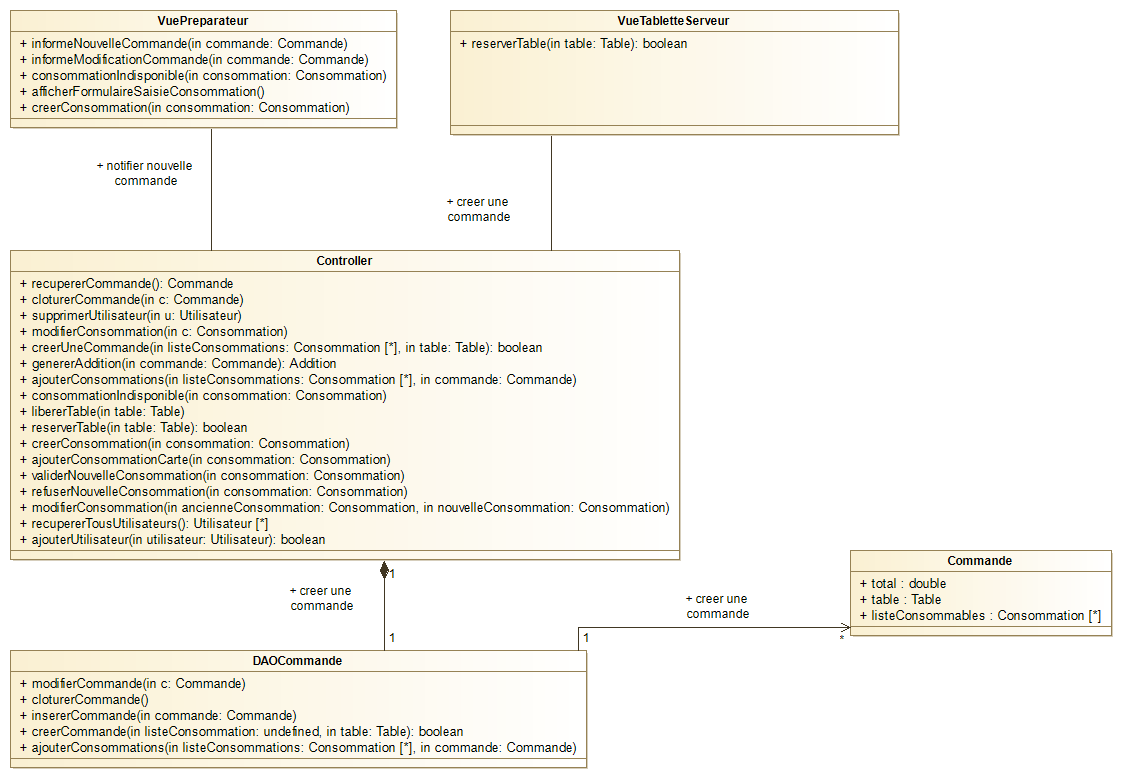 VuePreparateur
+ informeNouvelleCommande(in commande: Commande)
+ informeModificationCommande(in commande: Commande)
+ consommationIndisponible(in consommation: Consommation)
+ afficherFormulaireSaisieConsommation()
+ creerConsommation(in consommation: Consommation)
VueTabletteServeur
+ reserverTable(in table: Table): boolean
+ notifier nouvelle
commande
+ creer une
commande
Controller
+ recupererCommande(): Commande
+ cloturerCommande(in c: Commande)
+ supprimerUtilisateur(in u: Utilisateur)
+ modifierConsommation(in c: Consommation)
+ creerUneCommande(in listeConsommations: Consommation [*], in table: Table): boolean
+ genererAddition(in commande: Commande): Addition
+ ajouterConsommations(in listeConsommations: Consommation [*], in commande: Commande)
+ consommationIndisponible(in consommation: Consommation)
+ libererTable(in table: Table)
+ reserverTable(in table: Table): boolean
+ creerConsommation(in consommation: Consommation)
+ ajouterConsommationCarte(in consommation: Consommation)
+ validerNouvelleConsommation(in consommation: Consommation)
+ refuserNouvelleConsommation(in consommation: Consommation)
+ modifierConsommation(in ancienneConsommation: Consommation, in nouvelleConsommation: Consommation)
+ recupererTousUtilisateurs(): Utilisateur [*]
+ ajouterUtilisateur(in utilisateur: Utilisateur): boolean
1
+ creer une
commande
1
+ creer une
commande
1
*
Commande
+ total : double
+ table : Table
+ listeConsommables : Consommation [*]
DAOCommande
+ modifierCommande(in c: Commande)
+ cloturerCommande()
+ insererCommande(in commande: Commande)
+ creerCommande(in listeConsommation: undefined, in table: Table): boolean
+ ajouterConsommations(in listeConsommations: Consommation [*], in commande: Commande)